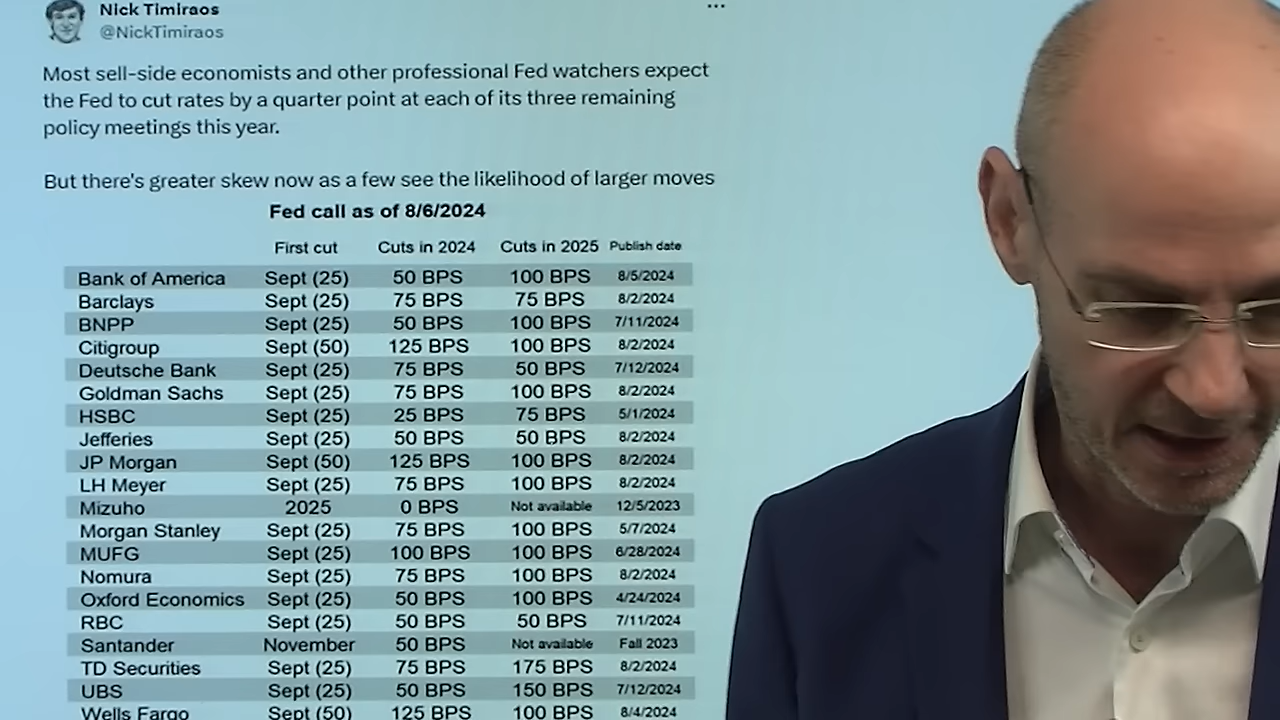 Nick Timiraos
@NickTimiraos
...
Most sell-side economists and other professional Fed watchers expect
the Fed to cut rates by a quarter point at each of its three remaining
policy meetings this year.
But there's greater skew now as a few see the likelihood of larger moves
Fed call as of 8/6/2024
First cut Cuts in 2024 Cuts in 2025 Publish date
Bank of America Sept (25) 50 BPS 100 BPS 8/5/2024
Barclays Sept (25) 75 BPS 75 BPS 8/2/2024
BNPP Sept (25) 50 BPS 100 BPS 7/11/2024
Citigroup Sept (50) 125 BPS 100 BPS 8/2/2024
Deutsche Bank Sept (25) 75 BPS 50 BPS 7/12/2024
Goldman Sachs Sept (25) 75 BPS 100 BPS 8/2/2024
HSBC Sept (25) 25 BPS 75 BPS 5/1/2024
Jefferies Sept (25) 50 BPS 50 BPS 8/2/2024
JP Morgan Sept (50) 125 BPS 100 BPS 8/2/2024
LH Meyer Sept (25) 75 BPS 100 BPS 8/2/2024
Mizuho 2025 0 BPS Not available 12/5/2023
Morgan Stanley Sept (25) 75 BPS 100 BPS 5/7/2024
MUFG Sept (25) 100 BPS 100 BPS 6/28/2024
Nomura Sept (25) 75 BPS 100 BPS 8/2/2024
Oxford Economics Sept (25) 50 BPS 100 BPS 4/24/2024
RBC Sept (25) 50 BPS 50 BPS 7/11/2024
Santander November 50 BPS Not available Fall 2023
TD Securities Sept (25) 75 BPS 175 BPS 8/2/2024
UBS Sept (25) 50 BPS 150 BPS 7/12/2024
Wells Fargo Sept (50) 125 BPS 100 BPS 8/4/2024